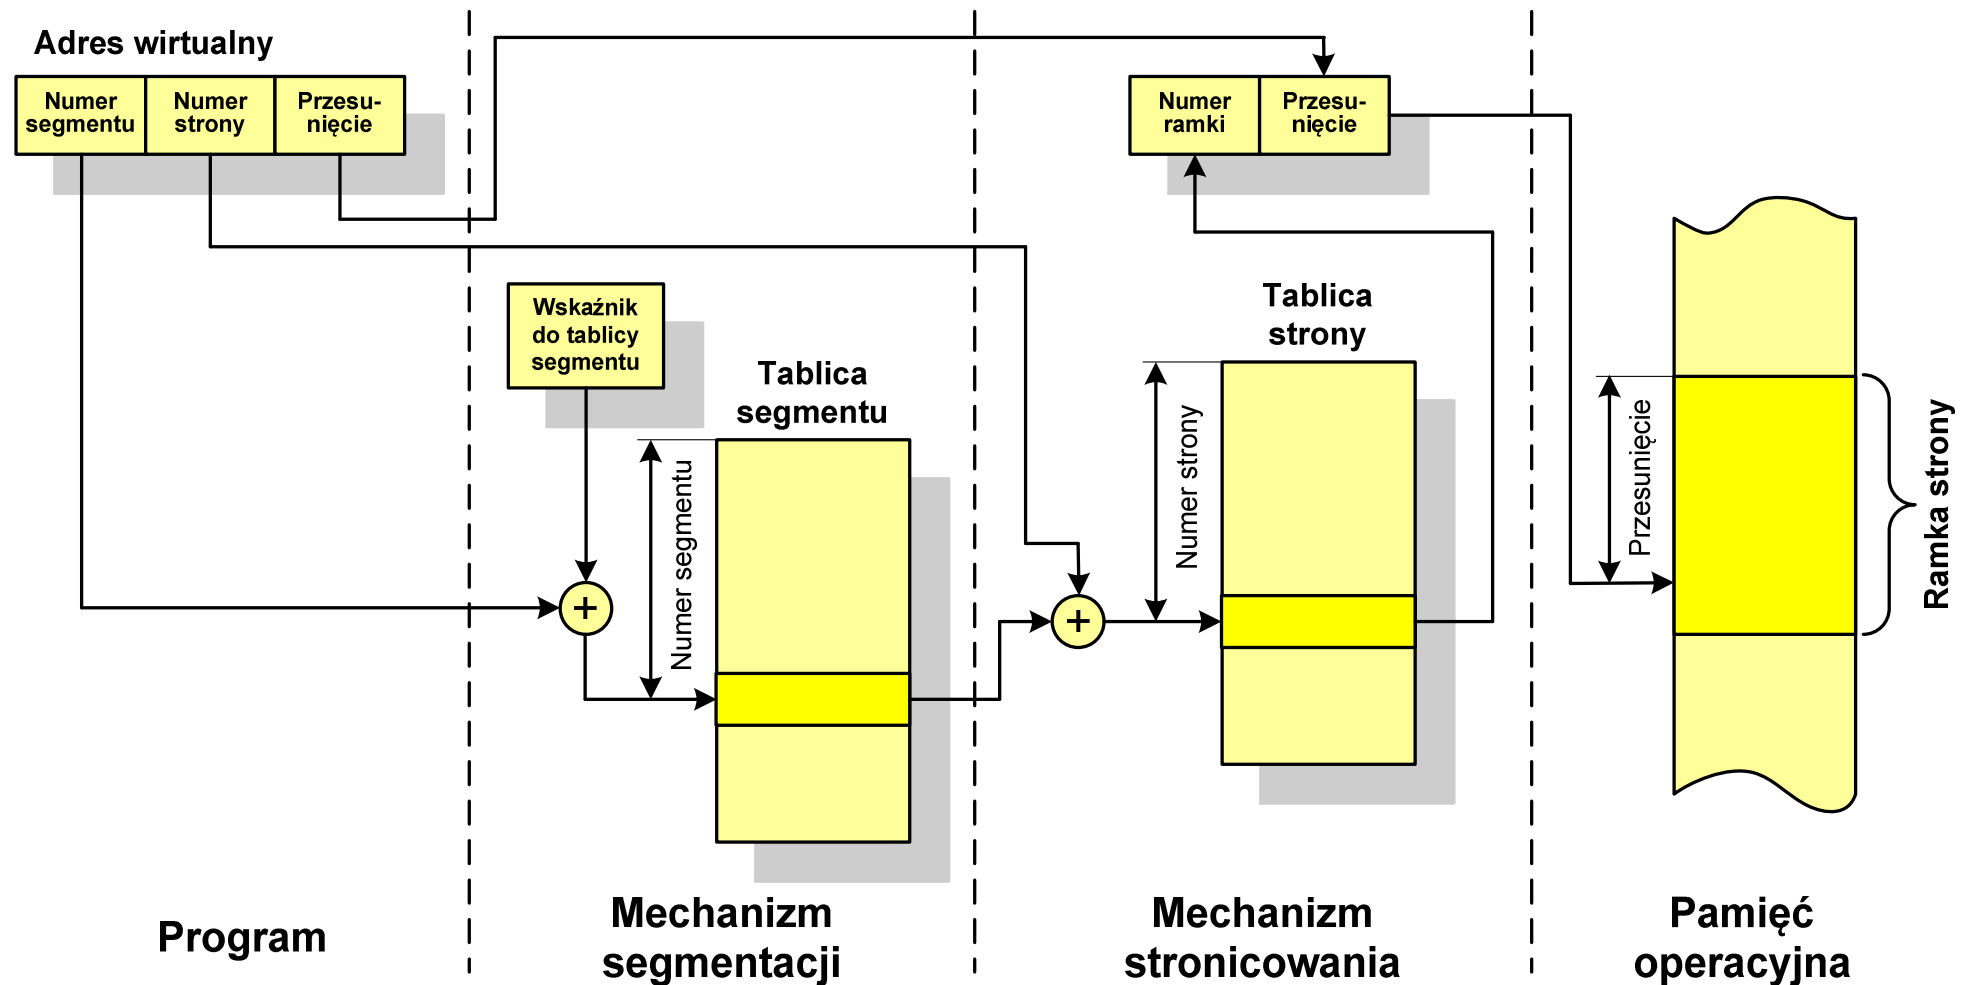 Adres wirtualny
Numer
segmentu
Numer
strony
Przesu-
nięcie
Numer
ramki
Przesu-
nięcie
Wskaźnik
do tablicy
segmentu
Tablica
segmentu
Numer segmentu
+
Tablica
strony
Numer strony
+
Przesunięcie
Ramka strony
Program
Mechanizm
segmentacji
Mechanizm
stronicowania
Pamięć
operacyjna